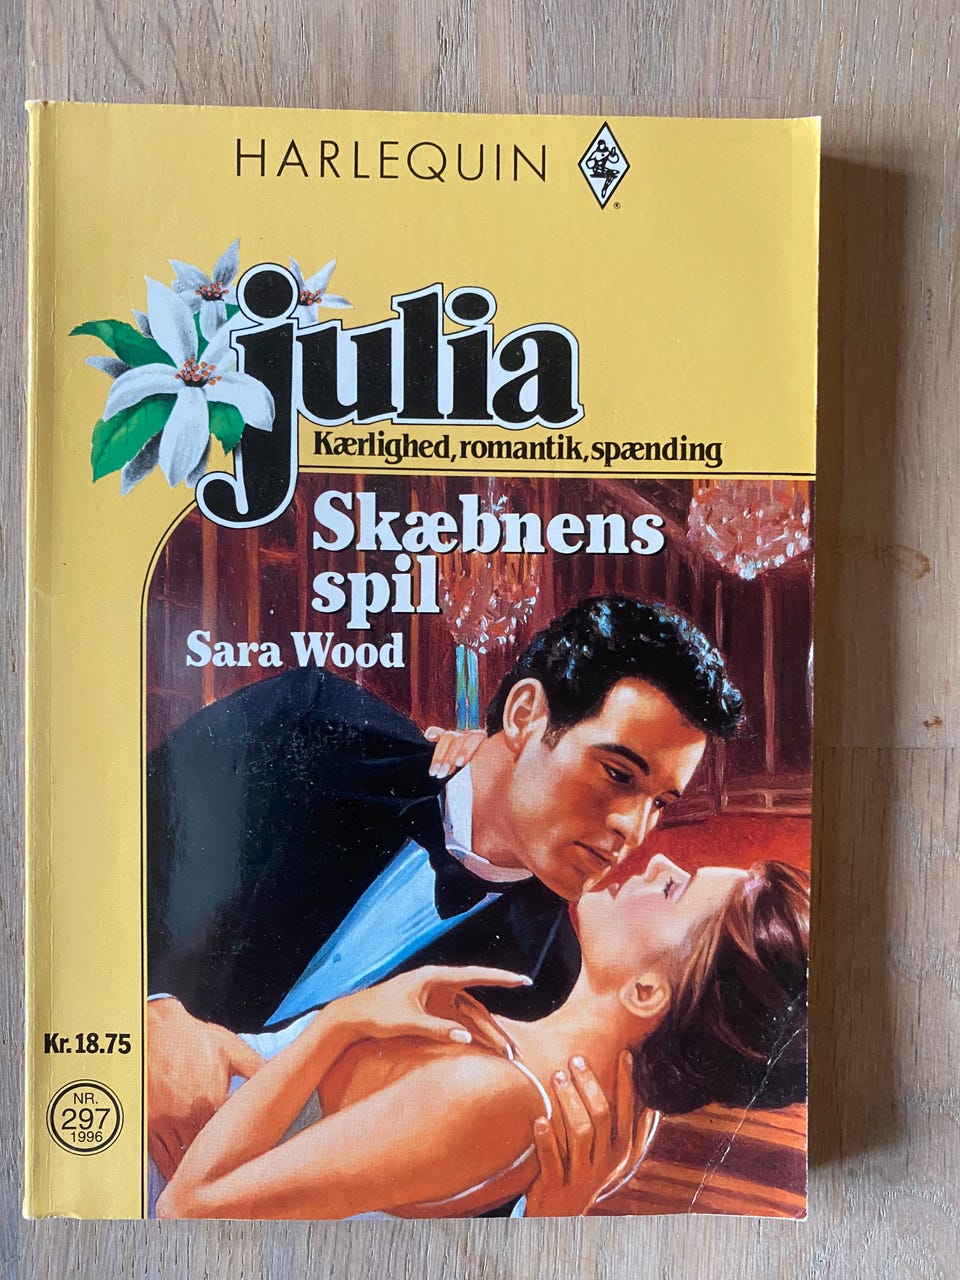 HARLEQUIN
®
julia
Kærlighed, romantik, spænding
Skæbnens
spil
Sara Wood
Kr. 18.75
NR.
297
1996